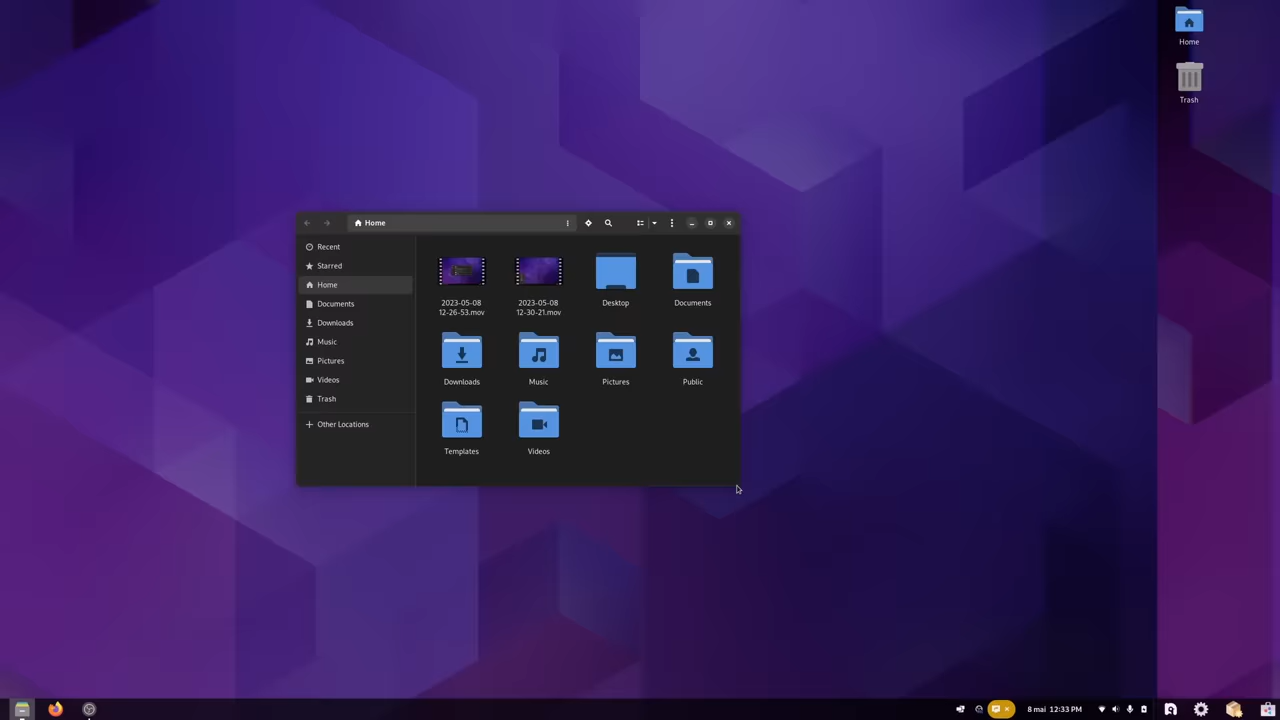 Home
Trash
Home
Recent
Starred
Home
Documents
Downloads
Music
Pictures
Videos
Trash
Other Locations
2023-05-08
12-26-53.mov
2023-05-08
12-30-21.mov
Desktop
Documents
Downloads
Music
Pictures
Public
Templates
Videos
8 mai 12:33 PM